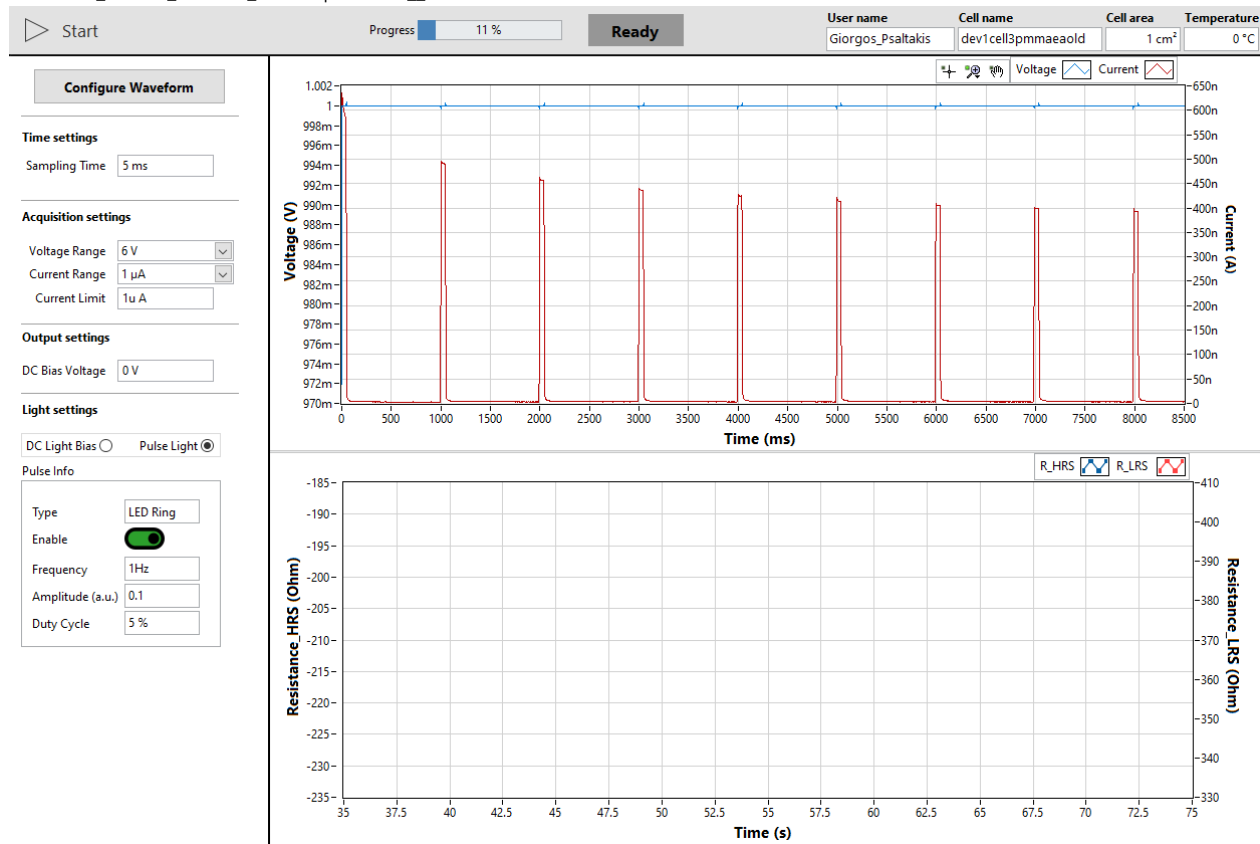 Start
Progress 11 %
Ready
User name Cell name Cell area Temperature
Giorgos_Psaltakis dev1cell3pmmaeaold 1 cm² 0 °C
Configure Waveform
Time settings
Sampling Time 5 ms
Acquisition settings
Voltage Range 6 V
Current Range 1 µA
Current Limit 1u A
Output settings
DC Bias Voltage 0 V
Light settings
DC Light Bias Pulse Light
Pulse Info
Type LED Ring
Enable
Frequency 1Hz
Amplitude (a.u.) 0.1
Duty Cycle 5 %
Voltage Current
Voltage (V)
1.002
1
998m
996m
994m
992m
990m
988m
986m
984m
982m
980m
978m
976m
974m
972m
970m
650n
600n
550n
500n
450n
400n
350n
300n
250n
200n
150n
100n
50n
0
Current (A)
0 500 1000 1500 2000 2500 3000 3500 4000 4500 5000 5500 6000 6500 7000 7500 8000 8500
Time (ms)
R_HRS R_LRS
Resistance_HRS (Ohm)
-185
-190
-195
-200
-205
-210
-215
-220
-225
-230
-235
410
400
390
380
370
360
350
340
330
Resistance_LRS (Ohm)
35 37.5 40 42.5 45 47.5 50 52.5 55 57.5 60 62.5 65 67.5 70 72.5 75
Time (s)